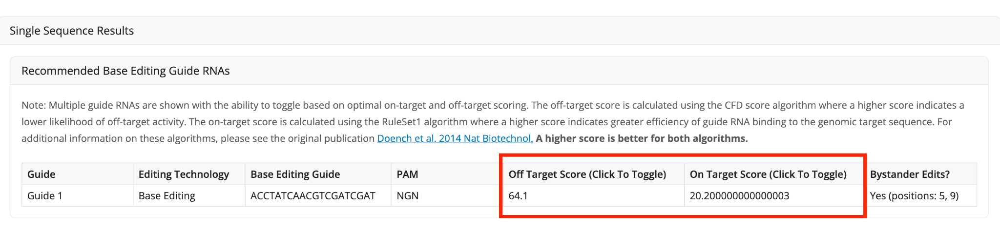 Single Sequence Results
Recommended Base Editing Guide RNAs
Note: Multiple guide RNAs are shown with the ability to toggle based on optimal on-target and off-target scoring. The off-target score is calculated using the CFD score algorithm where a higher score indicates a
lower likelihood of off-target activity. The on-target score is calculated using the RuleSet1 algorithm where a higher score indicates greater efficiency of guide RNA binding to the genomic target sequence. For
additional information on these algorithms, please see the original publication Doench et al. 2014 Nat Biotechnol. A higher score is better for both algorithms.
Guide Editing Technology Base Editing Guide PAM Off Target Score (Click To Toggle) On Target Score (Click To Toggle) Bystander Edits?
Guide 1 Base Editing ACCTATCAACGTCGATCGAT NGN 64.1 20.200000000000003 Yes (positions: 5, 9)